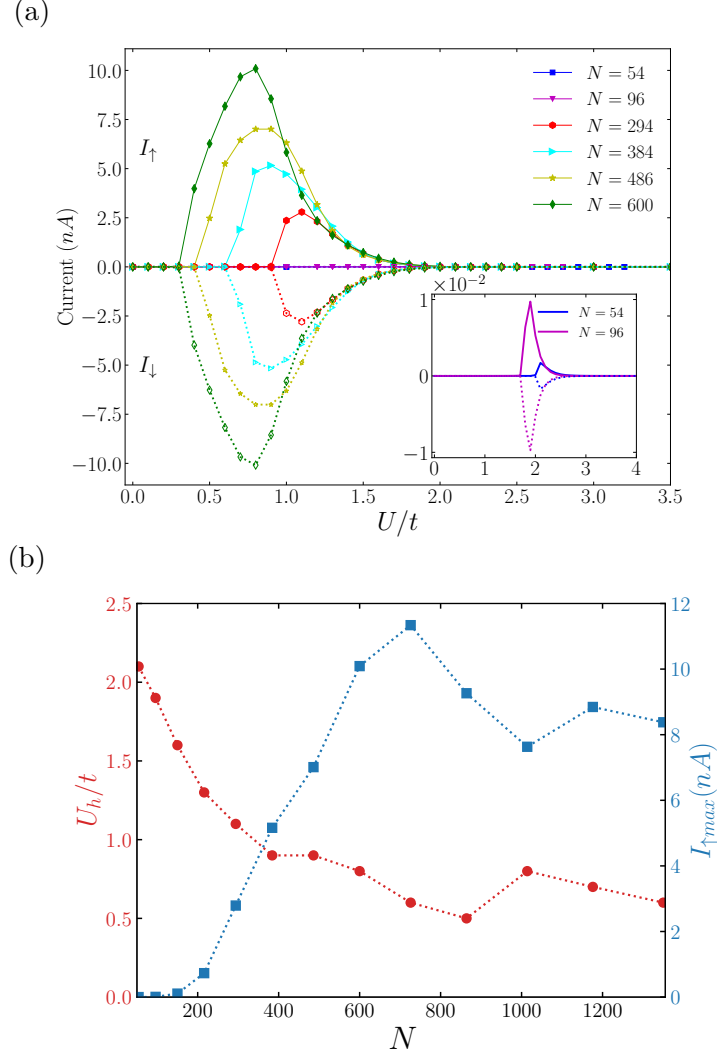 (a)
10.0
7.5
5.0
2.5
0.0
−2.5
−5.0
−7.5
−10.0
Current (nA)
I↑
I↓
N = 54
N = 96
N = 294
N = 384
N = 486
N = 600
×10⁻²
1
0
−1
N = 54
N = 96
0 1 2 3 4
0.0 0.5 1.0 1.5 2.0 2.5 3.0 3.5
U/t
(b)
2.5
2.0
1.5
1.0
0.5
0.0
U_h/t
12
10
8
6
4
2
0
I_↑max(nA)
200 400 600 800 1000 1200
N